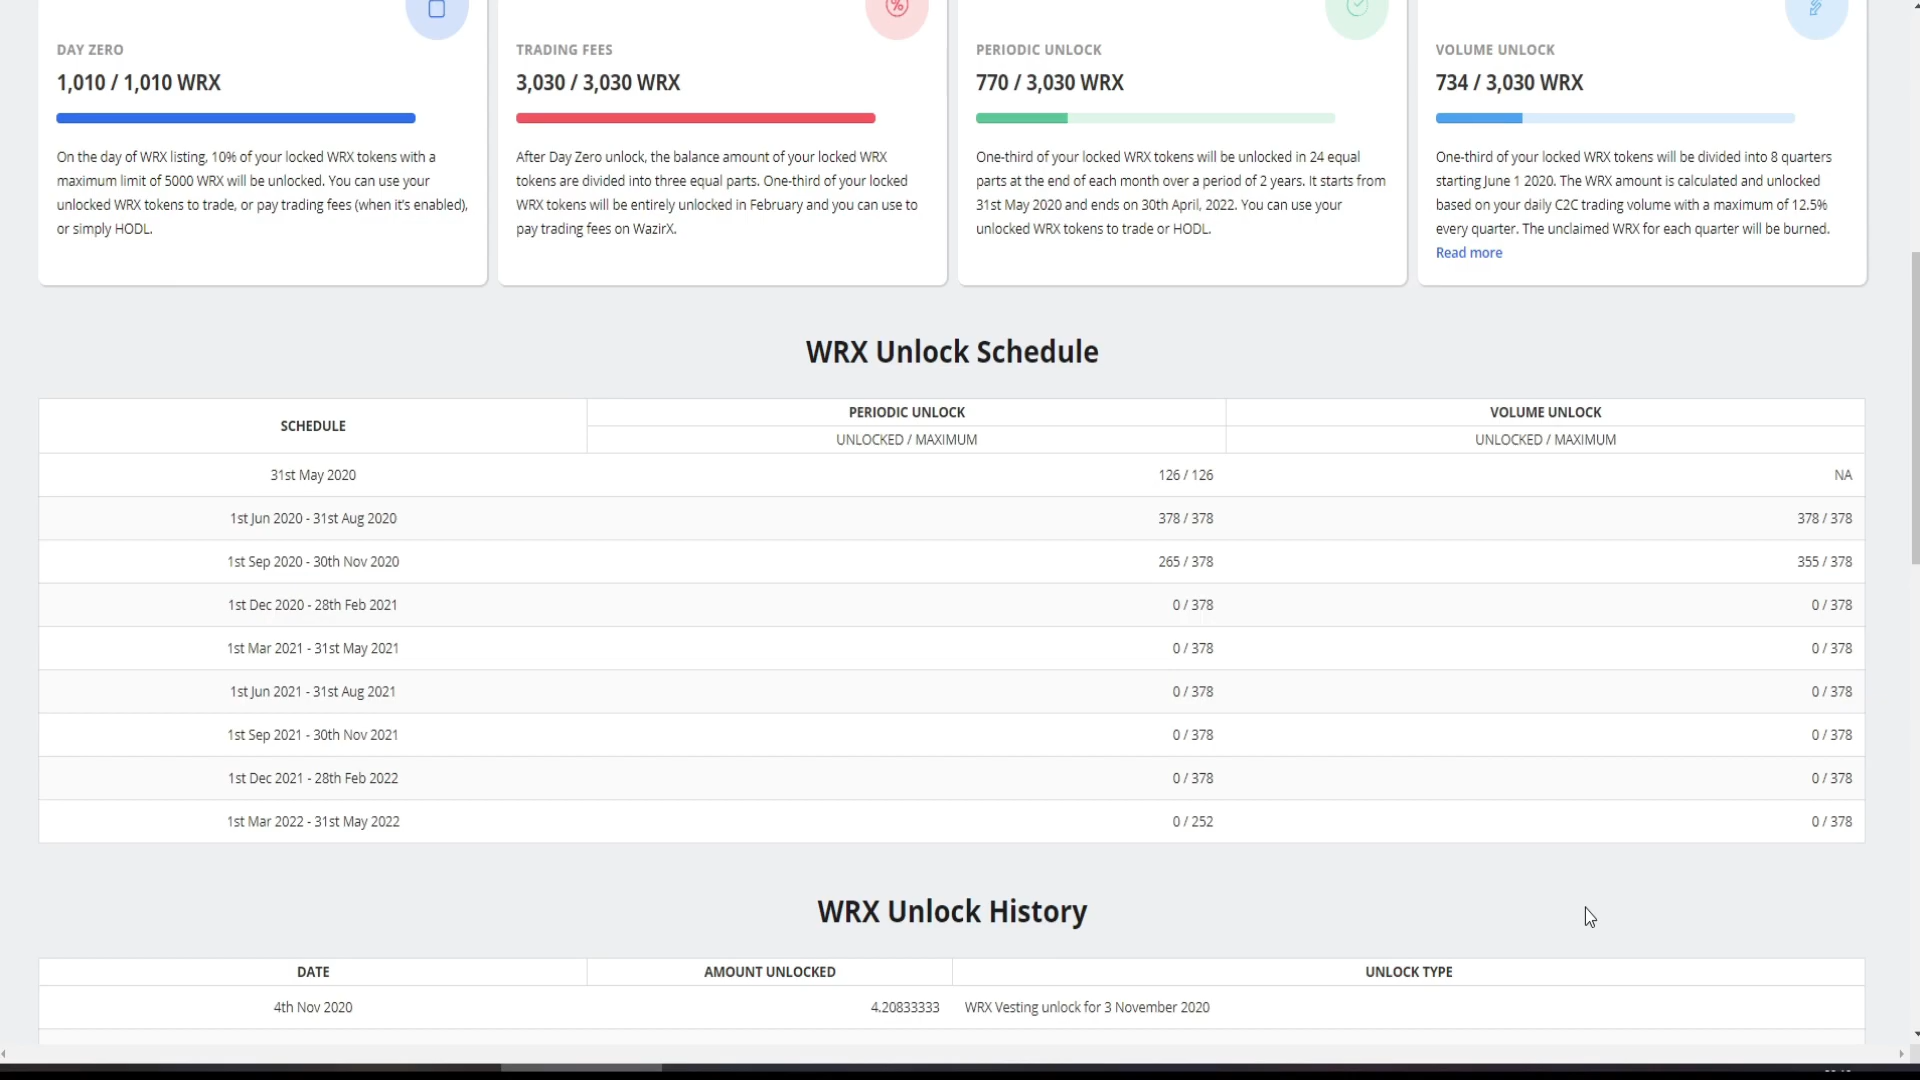 DAY ZERO
1,010 / 1,010 WRX
On the day of WRX listing, 10% of your locked WRX tokens with a
maximum limit of 5000 WRX will be unlocked. You can use your
unlocked WRX tokens to trade, or pay trading fees (when it's enabled),
or simply HODL.
TRADING FEES
3,030 / 3,030 WRX
After Day Zero unlock, the balance amount of your locked WRX
tokens are divided into three equal parts. One-third of your locked
WRX tokens will be entirely unlocked in February and you can use to
pay trading fees on WazirX.
PERIODIC UNLOCK
770 / 3,030 WRX
One-third of your locked WRX tokens will be unlocked in 24 equal
parts at the end of each month over a period of 2 years. It starts from
31st May 2020 and ends on 30th April, 2022. You can use your
unlocked WRX tokens to trade or HODL.
VOLUME UNLOCK
734 / 3,030 WRX
One-third of your locked WRX tokens will be divided into 8 quarters
starting June 1 2020. The WRX amount is calculated and unlocked
based on your daily C2C trading volume with a maximum of 12.5%
every quarter. The unclaimed WRX for each quarter will be burned.
Read more
WRX Unlock Schedule
SCHEDULE PERIODIC UNLOCK VOLUME UNLOCK
UNLOCKED / MAXIMUM UNLOCKED / MAXIMUM
31st May 2020 126 / 126 NA
1st Jun 2020 - 31st Aug 2020 378 / 378 378 / 378
1st Sep 2020 - 30th Nov 2020 265 / 378 355 / 378
1st Dec 2020 - 28th Feb 2021 0 / 378 0 / 378
1st Mar 2021 - 31st May 2021 0 / 378 0 / 378
1st Jun 2021 - 31st Aug 2021 0 / 378 0 / 378
1st Sep 2021 - 30th Nov 2021 0 / 378 0 / 378
1st Dec 2021 - 28th Feb 2022 0 / 378 0 / 378
1st Mar 2022 - 31st May 2022 0 / 252 0 / 378
WRX Unlock History
DATE AMOUNT UNLOCKED UNLOCK TYPE
4th Nov 2020 4.20833333 WRX Vesting unlock for 3 November 2020